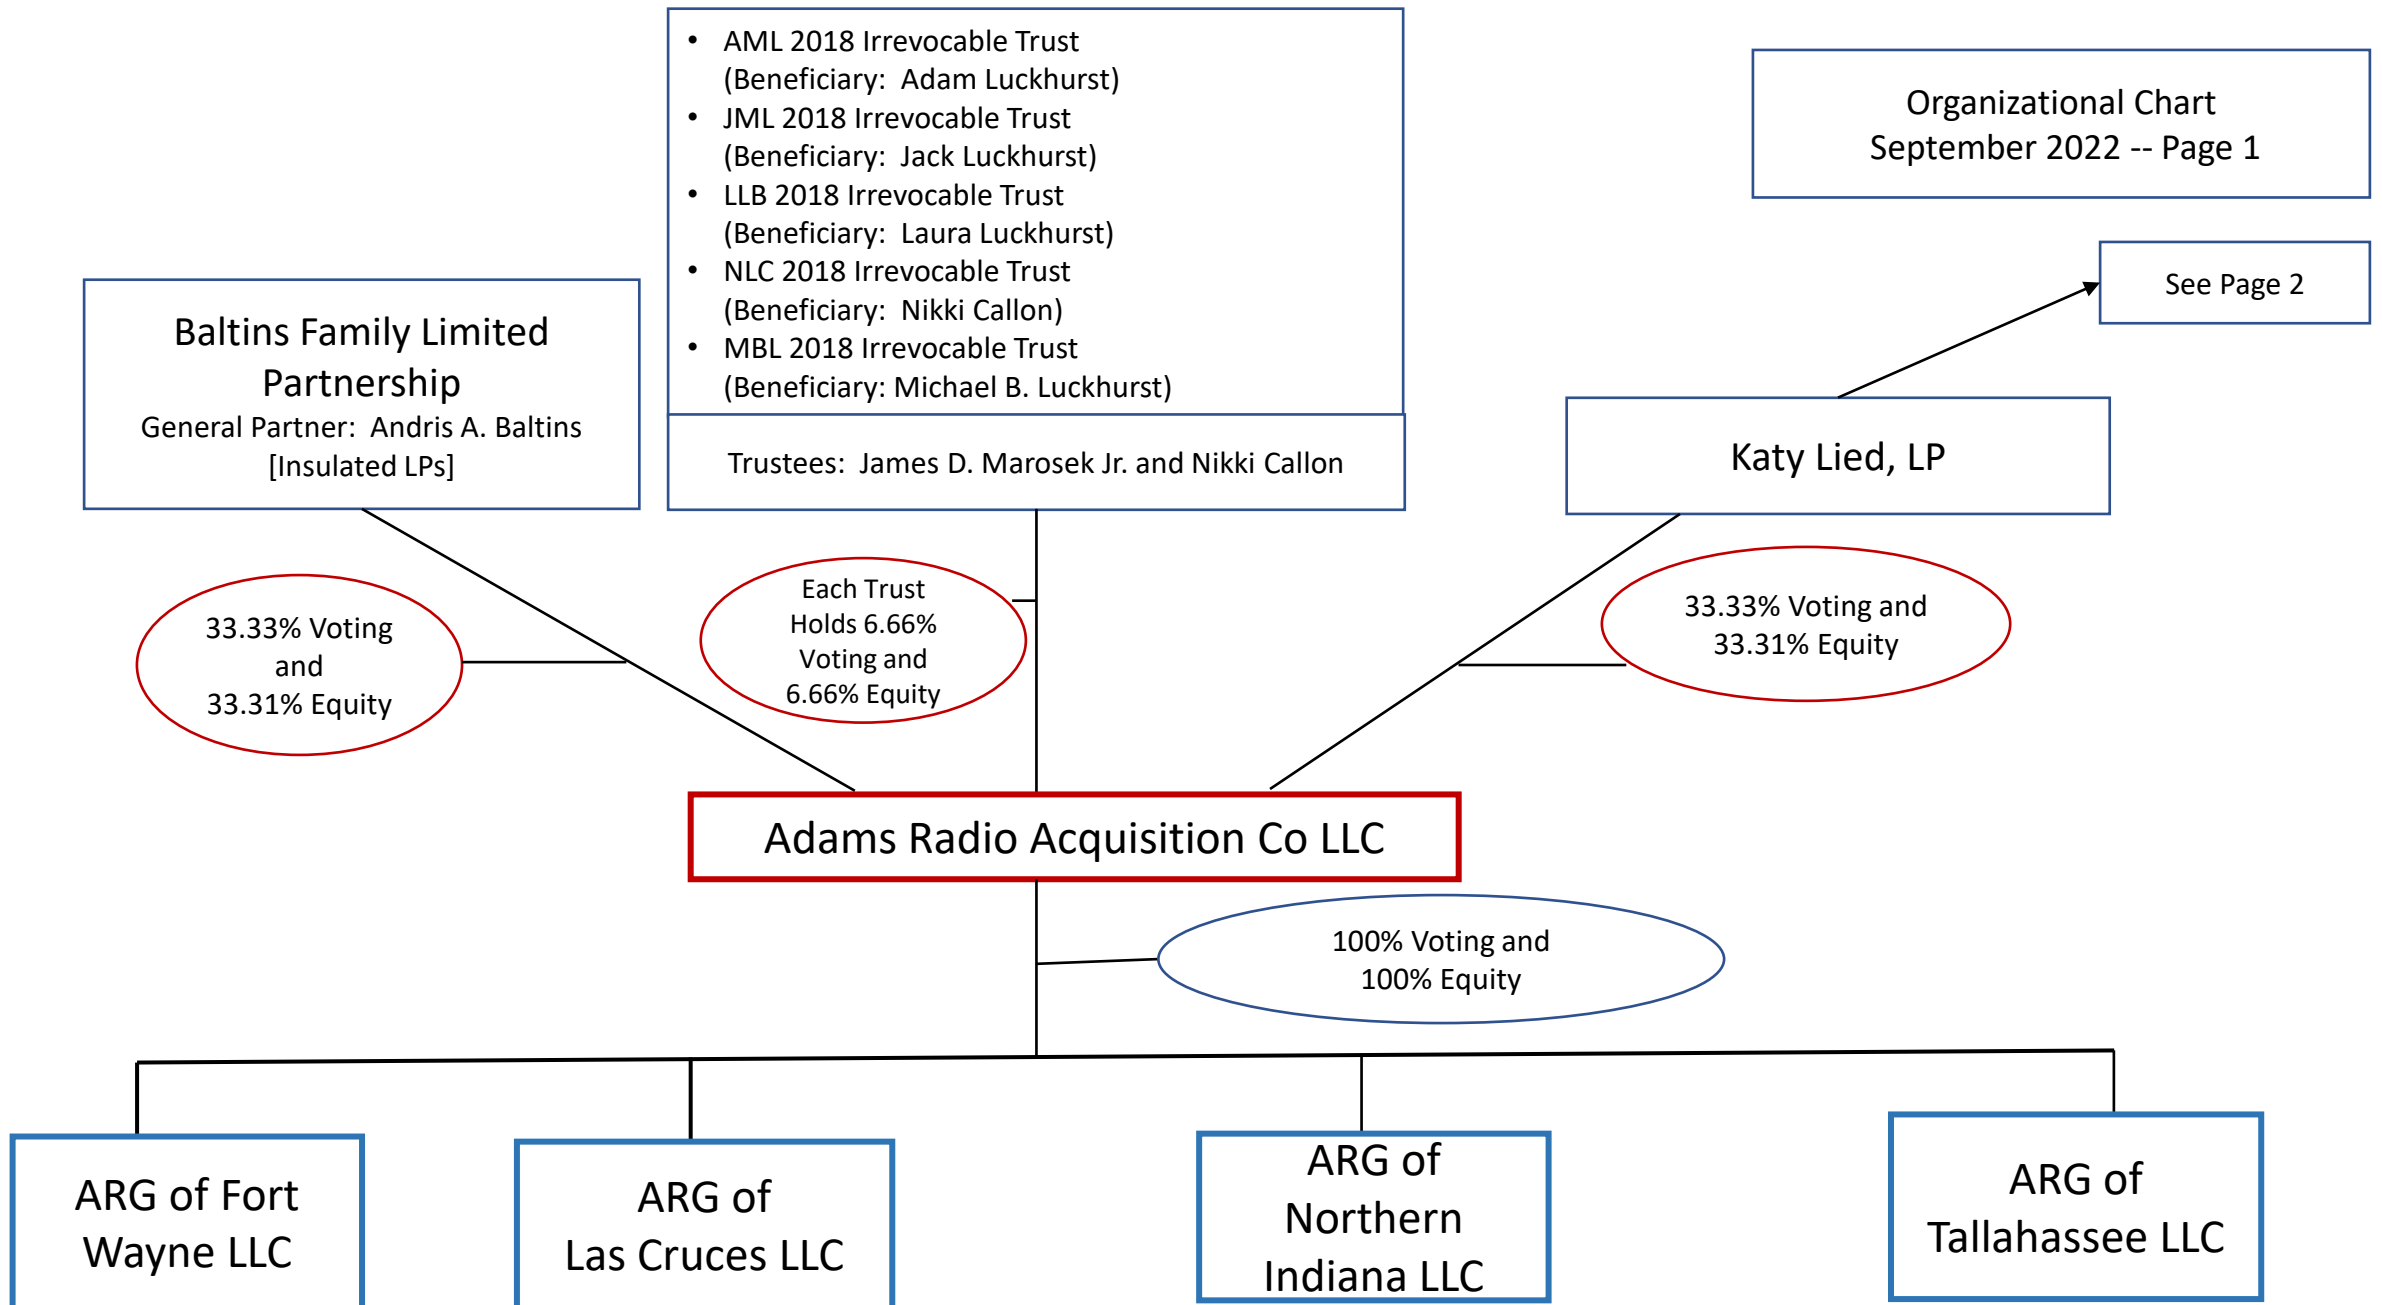 • AML 2018 Irrevocable Trust
(Beneficiary:  Adam Luckhurst)
• JML 2018 Irrevocable Trust
(Beneficiary:  Jack Luckhurst)
• LLB 2018 Irrevocable Trust
(Beneficiary:  Laura Luckhurst)
• NLC 2018 Irrevocable Trust
(Beneficiary:  Nikki Callon)
• MBL 2018 Irrevocable Trust
(Beneficiary: Michael B. Luckhurst)
Trustees:  James D. Marosek Jr. and Nikki Callon
Organizational Chart
September 2022 -- Page 1
See Page 2
Baltins Family Limited
Partnership
General Partner:  Andris A. Baltins
[Insulated LPs]
Katy Lied, LP
33.33% Voting
and
33.31% Equity
Each Trust
Holds 6.66%
Voting and
6.66% Equity
33.33% Voting and
33.31% Equity
Adams Radio Acquisition Co LLC
100% Voting and
100% Equity
ARG of Fort
Wayne LLC
ARG of
Las Cruces LLC
ARG of
Northern
Indiana LLC
ARG of
Tallahassee LLC